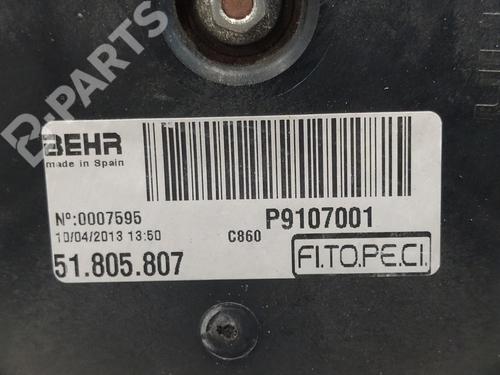 B-PARTS
BEHR
made in Spain
Nº:0007595
P9107001
10/04/2013 13:50
C860
51.805.807
FI.TO.PE.CI.